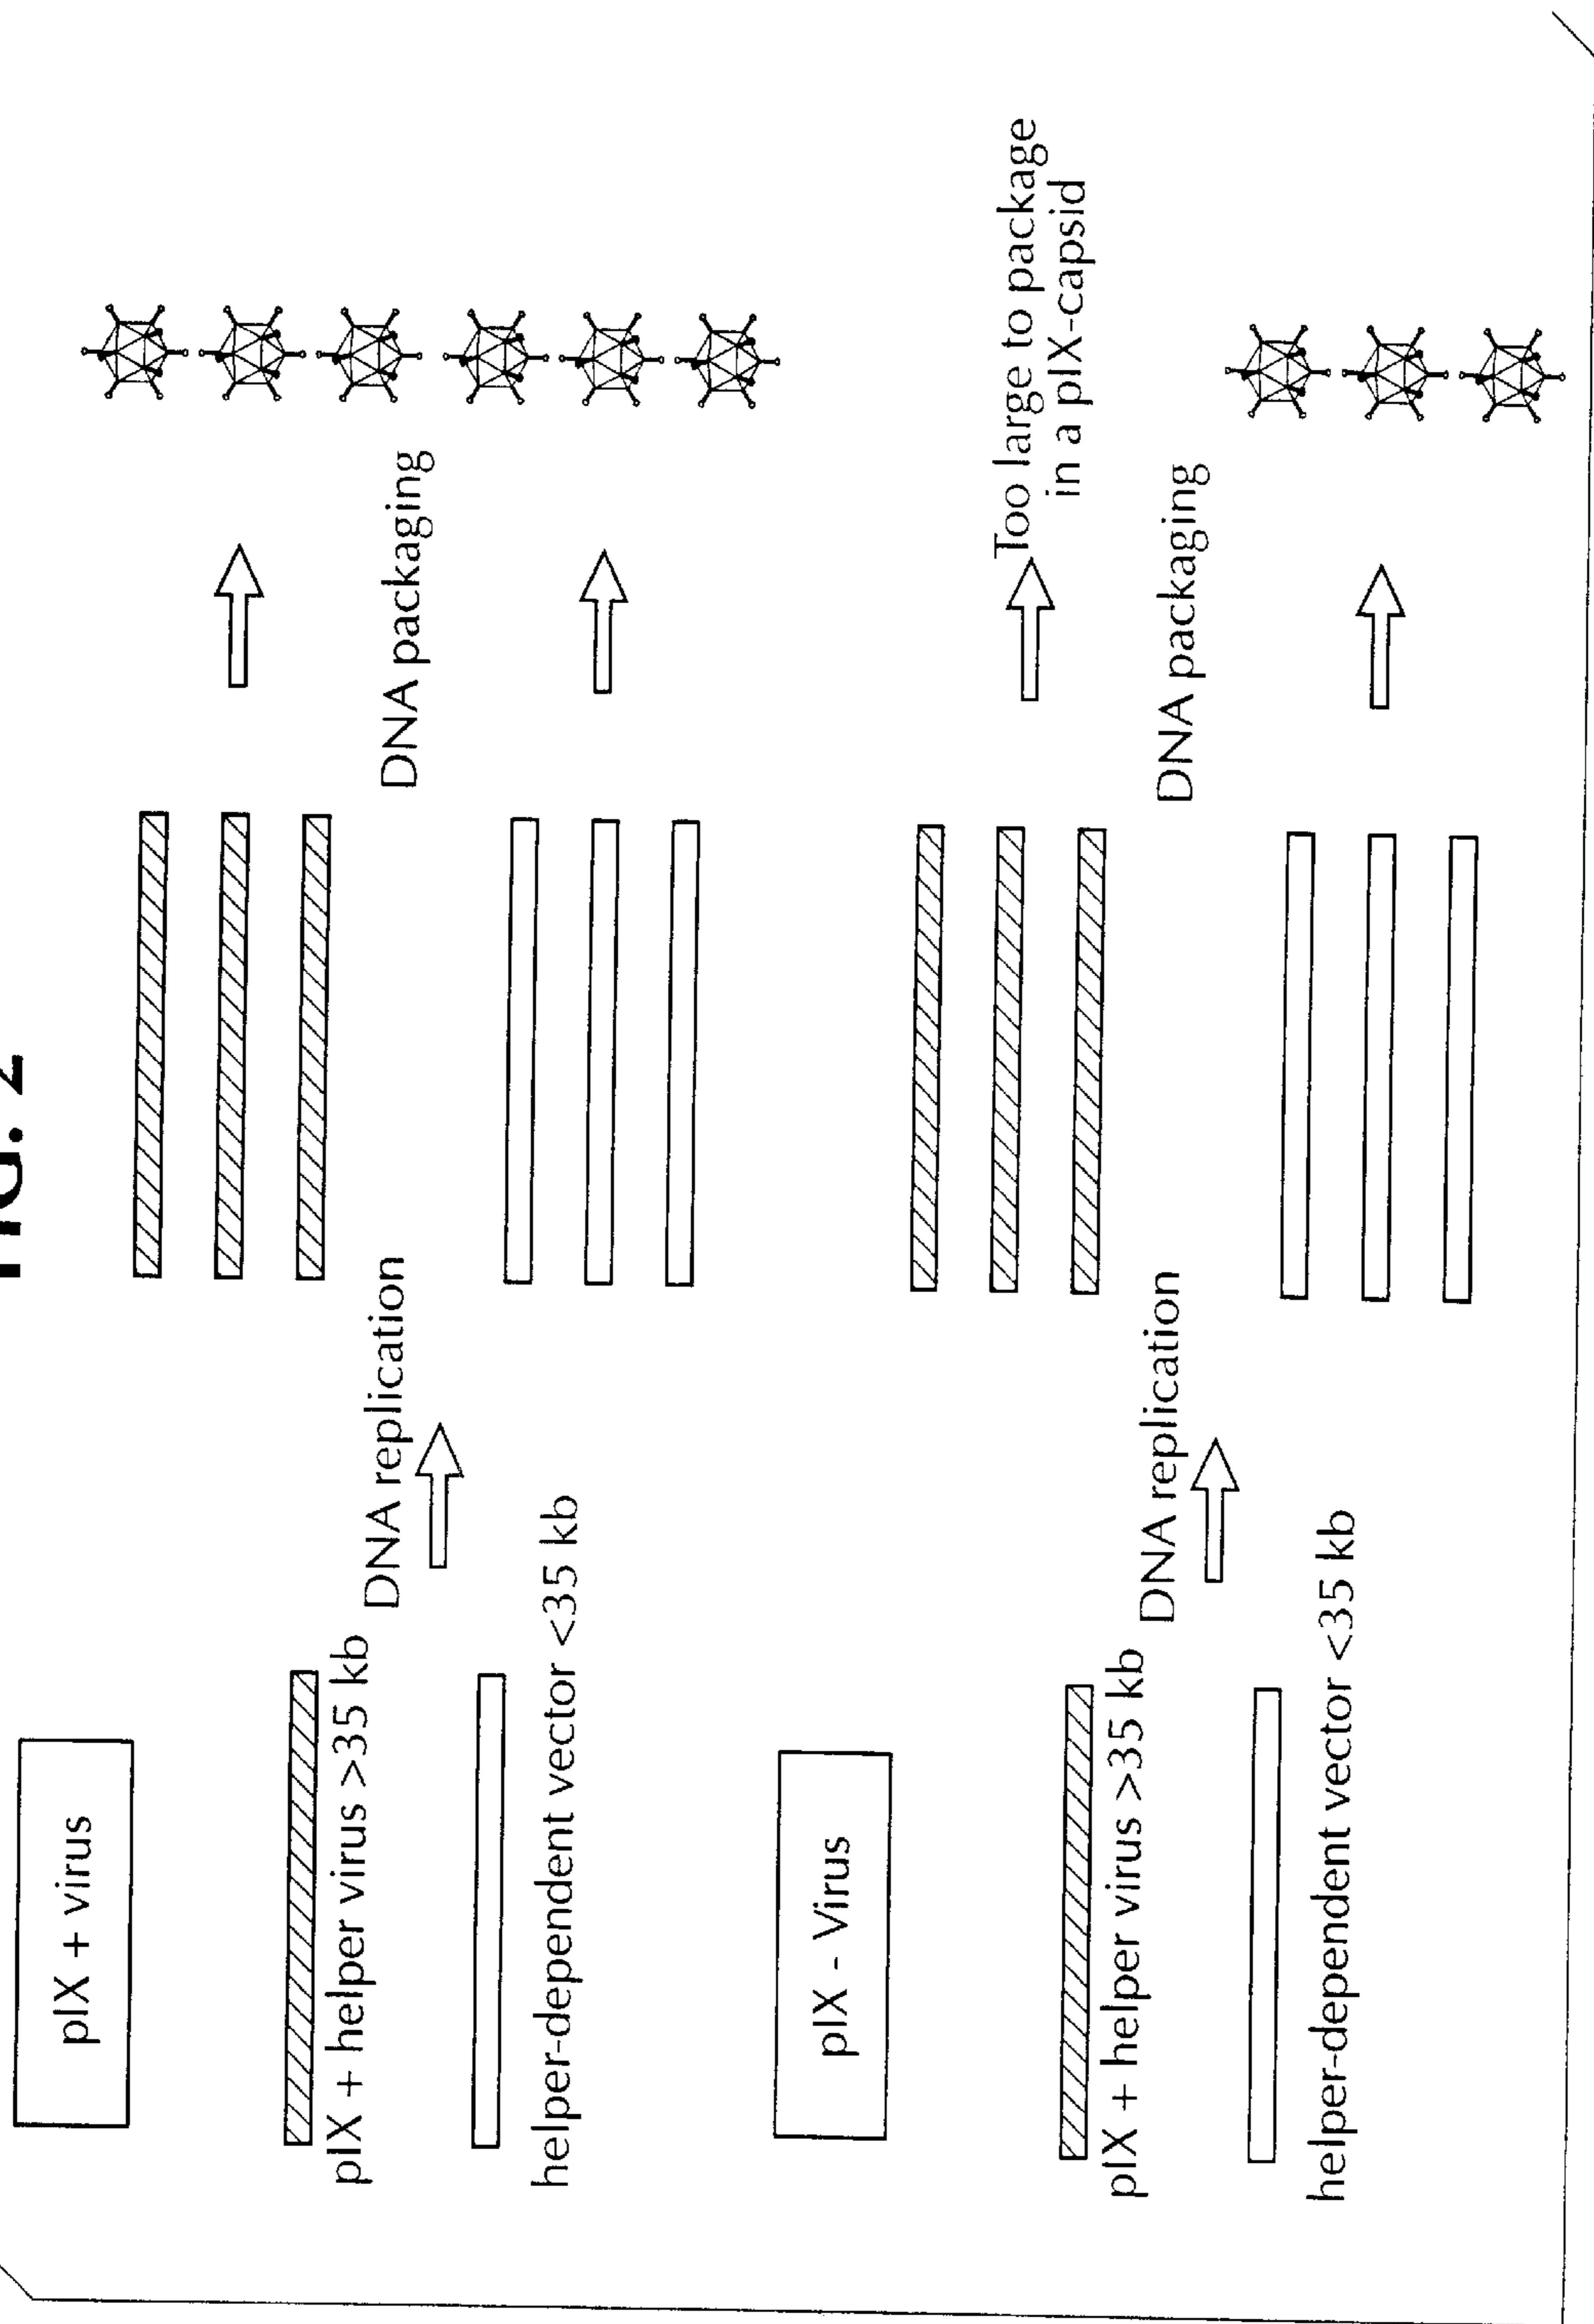 FIG. 2
pIX + virus
pIX + helper virus >35 kb
helper-dependent vector <35 kb
DNA replication
DNA packaging
pIX - Virus
pIX + helper virus >35 kb
helper-dependent vector <35 kb
DNA replication
Too large to package
in a pIX-capsid
DNA packaging